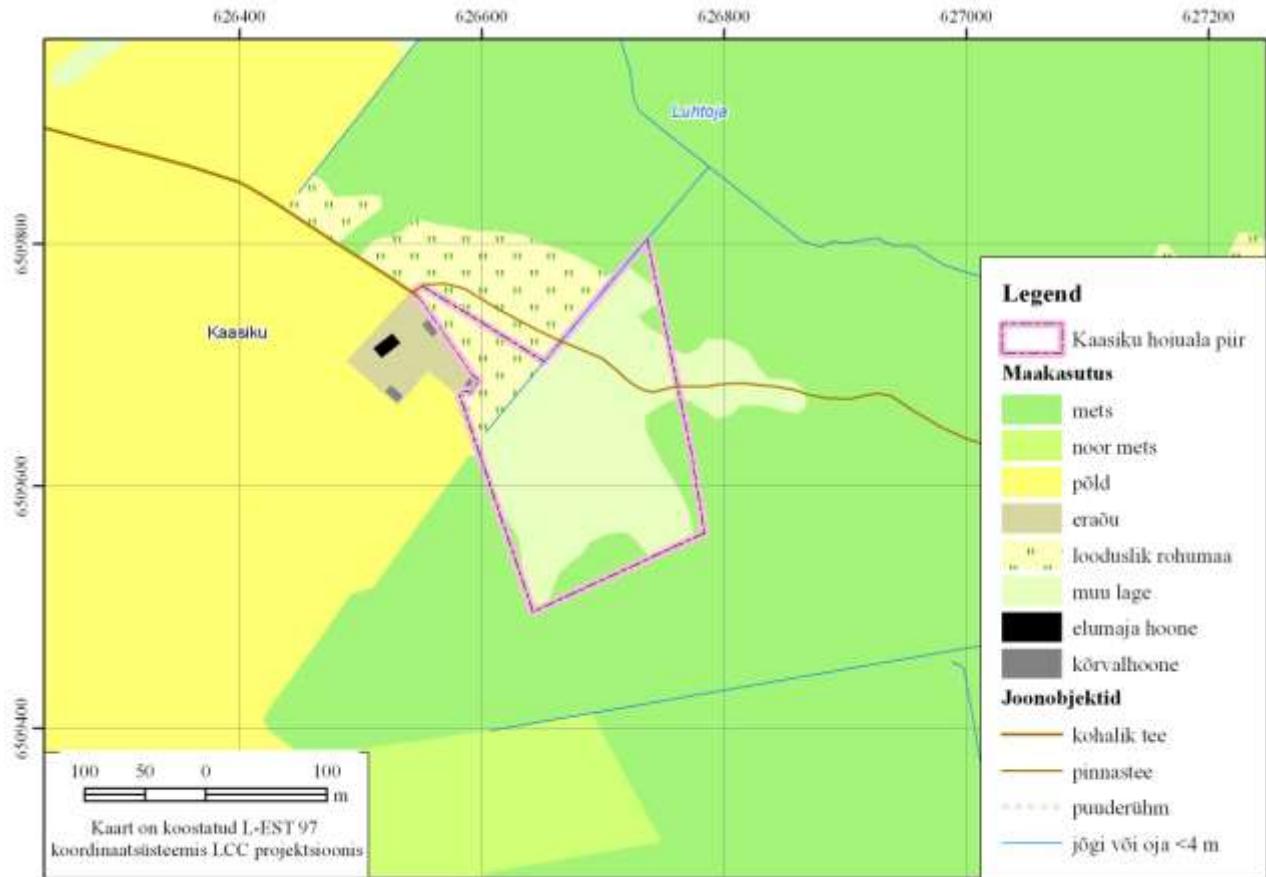 626400 626600 626800 627000 627200
Luhtoja
6509800
Kaasiku
6509600
6509400
Legend
Kaasiku hoiuala piir
Maakasutus
mets
noor mets
põld
eraõu
looduslik rohumaa
muu lage
elumaja hoone
kõrvalhoone
Joonobjektid
kohalik tee
pinnastee
puuderühm
jõgi või oja <4 m
100 50 0 100
m
Kaart on koostatud L-EST 97
koordinaatsüsteemis LCC projektsioonis